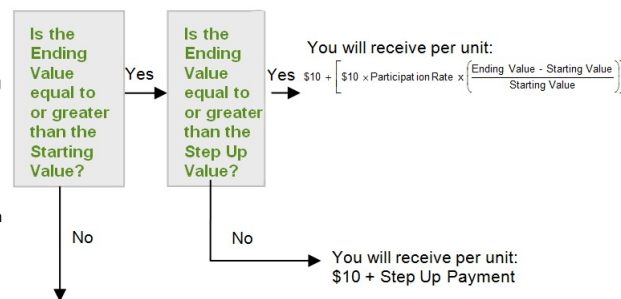 Is the
Ending
Value
equal to
or greater
than the
Starting
Value?
Yes
Is the
Ending
Value
equal to
or greater
than the
Step Up
Value?
Yes
You will receive per unit:
$10 + [ $10 × Participation Rate x ( Ending Value - Starting Value
Starting Value )
No
No
You will receive per unit:
$10 + Step Up Payment